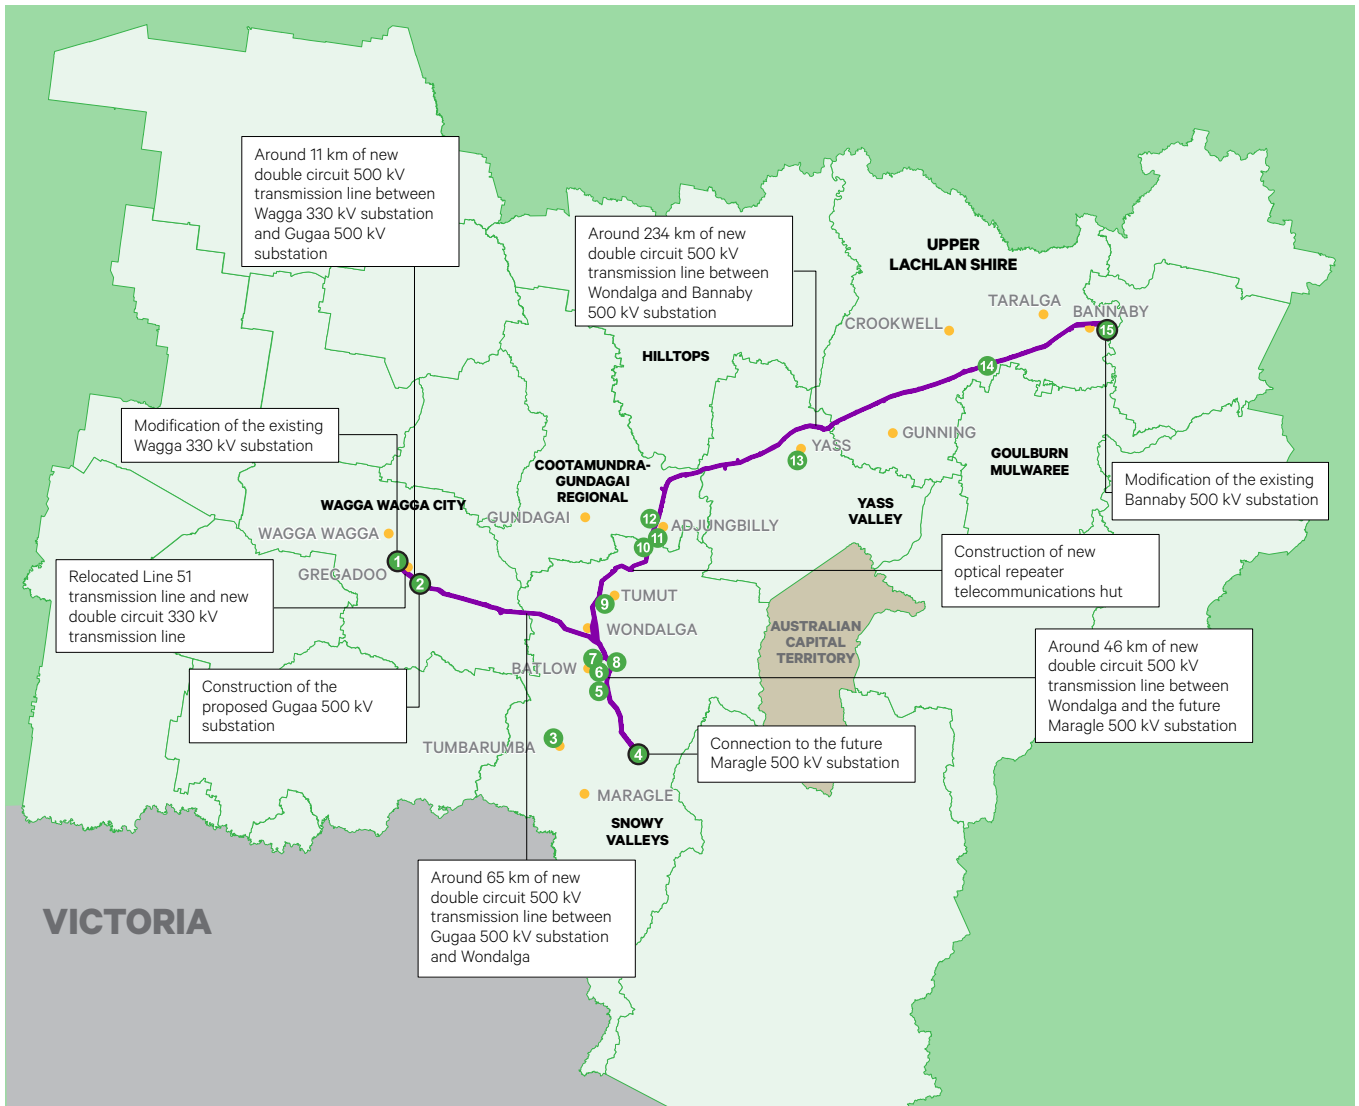 Around 11 km of new
double circuit 500 kV
transmission line between
Wagga 330 kV substation
and Gugaa 500 kV
substation
Around 234 km of new
double circuit 500 kV
transmission line between
Wondalga and Bannaby
500 kV substation
UPPER
LACHLAN SHIRE
TARALGA
BANNABY
CROOKWELL
15
HILLTOPS
14
Modification of the existing
Wagga 330 kV substation
GUNNING
YASS
13
COOTAMUNDRA-
GUNDAGAI
REGIONAL
GOULBURN
MULWAREE
Modification of the existing
Bannaby 500 kV substation
WAGGA WAGGA CITY
YASS
VALLEY
GUNDAGAI
12
ADJUNGBILLY
WAGGA WAGGA
11
10
1
GREGADOO
2
Relocated Line 51
transmission line and new
double circuit 330 kV
transmission line
Construction of new
optical repeater
telecommunications hut
TUMUT
9
WONDALGA
AUSTRALIAN
CAPITAL
TERRITORY
Around 46 km of new
double circuit 500 kV
transmission line between
Wondalga and the future
Maragle 500 kV substation
7
8
BATLOW
6
5
Construction of the
proposed Gugaa 500 kV
substation
3
TUMBARUMBA
4
Connection to the future
Maragle 500 kV substation
MARAGLE
SNOWY
VALLEYS
Around 65 km of new
double circuit 500 kV
transmission line between
Gugaa 500 kV substation
and Wondalga
VICTORIA